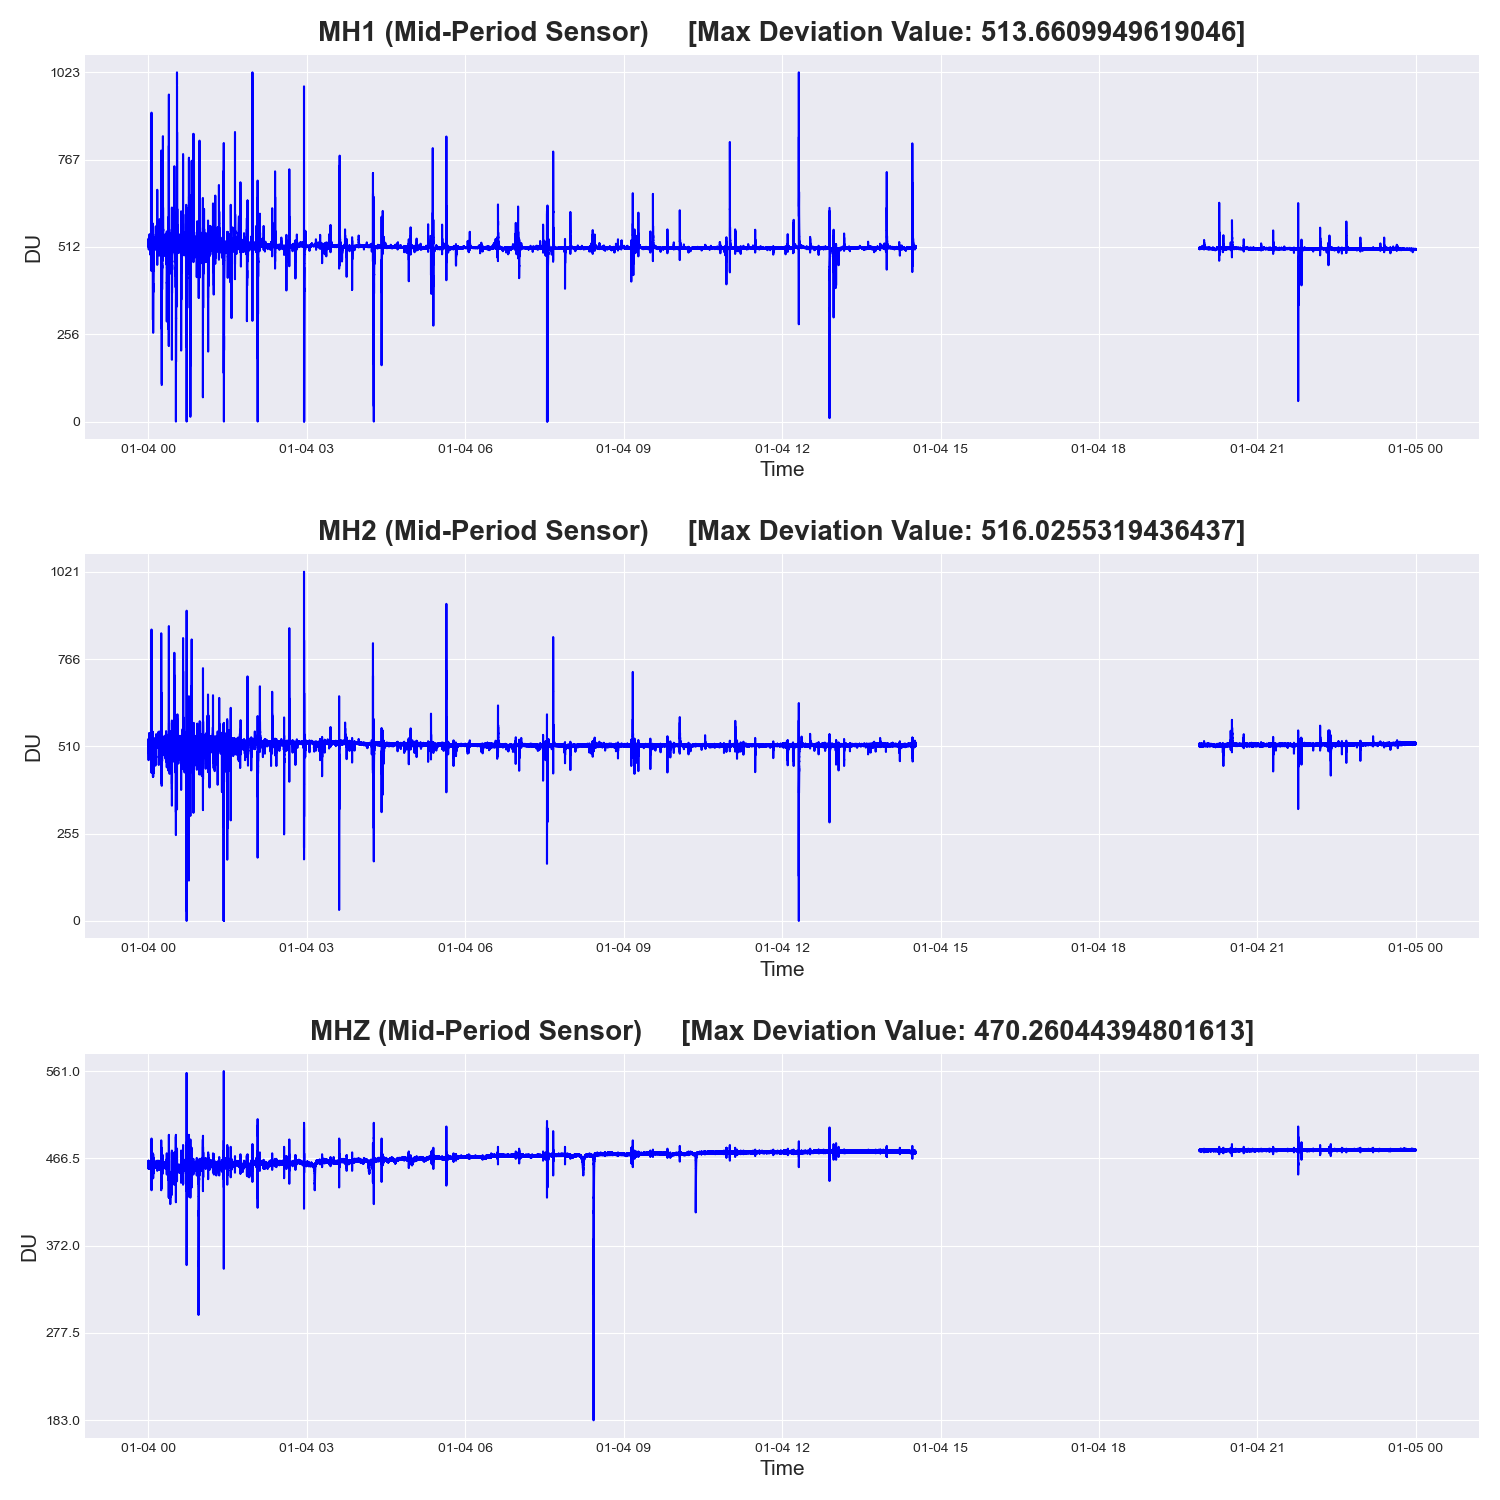 MH1 (Mid-Period Sensor) [Max Deviation Value: 513.6609949619046]
1023
767
512
256
0
DU
01-04 00 01-04 03 01-04 06 01-04 09 01-04 12 01-04 15 01-04 18 01-04 21 01-05 00
Time
MH2 (Mid-Period Sensor) [Max Deviation Value: 516.0255319436437]
1021
766
510
255
0
DU
01-04 00 01-04 03 01-04 06 01-04 09 01-04 12 01-04 15 01-04 18 01-04 21 01-05 00
Time
MHZ (Mid-Period Sensor) [Max Deviation Value: 470.26044394801613]
561.0
466.5
372.0
277.5
183.0
DU
01-04 00 01-04 03 01-04 06 01-04 09 01-04 12 01-04 15 01-04 18 01-04 21 01-05 00
Time